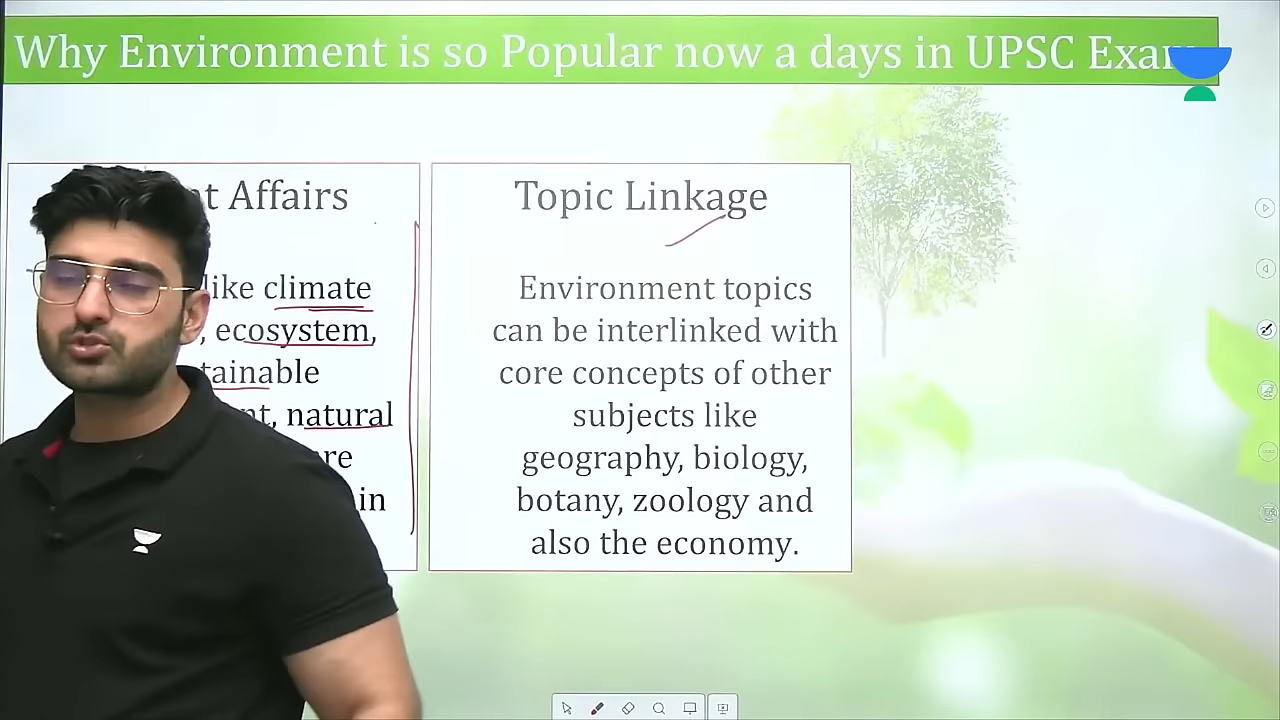 Why Environment is so Popular now a days in UPSC Exam
Affairs
like climate
, ecosystem,
tainable
, natural
in
Topic Linkage
Environment topics
can be interlinked with
core concepts of other
subjects like
geography, biology,
botany, zoology and
also the economy.